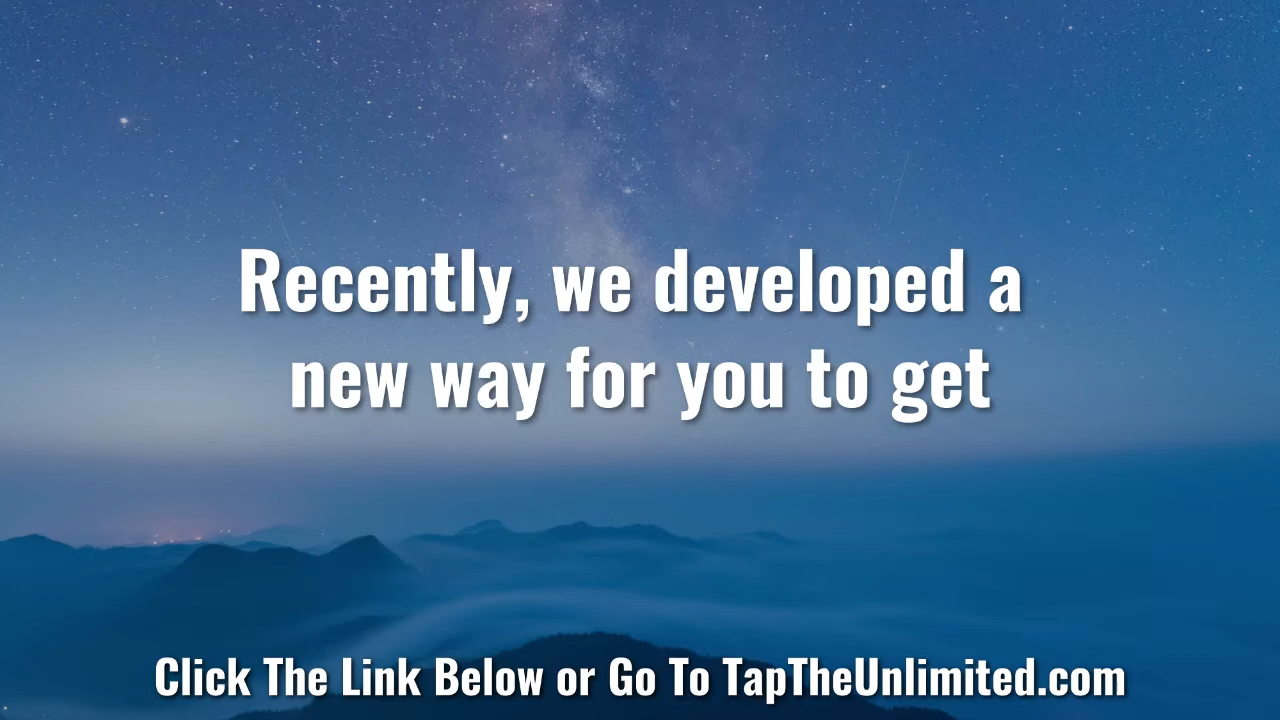 Recently, we developed a
new way for you to get
Click The Link Below or Go To TapTheUnlimited.com